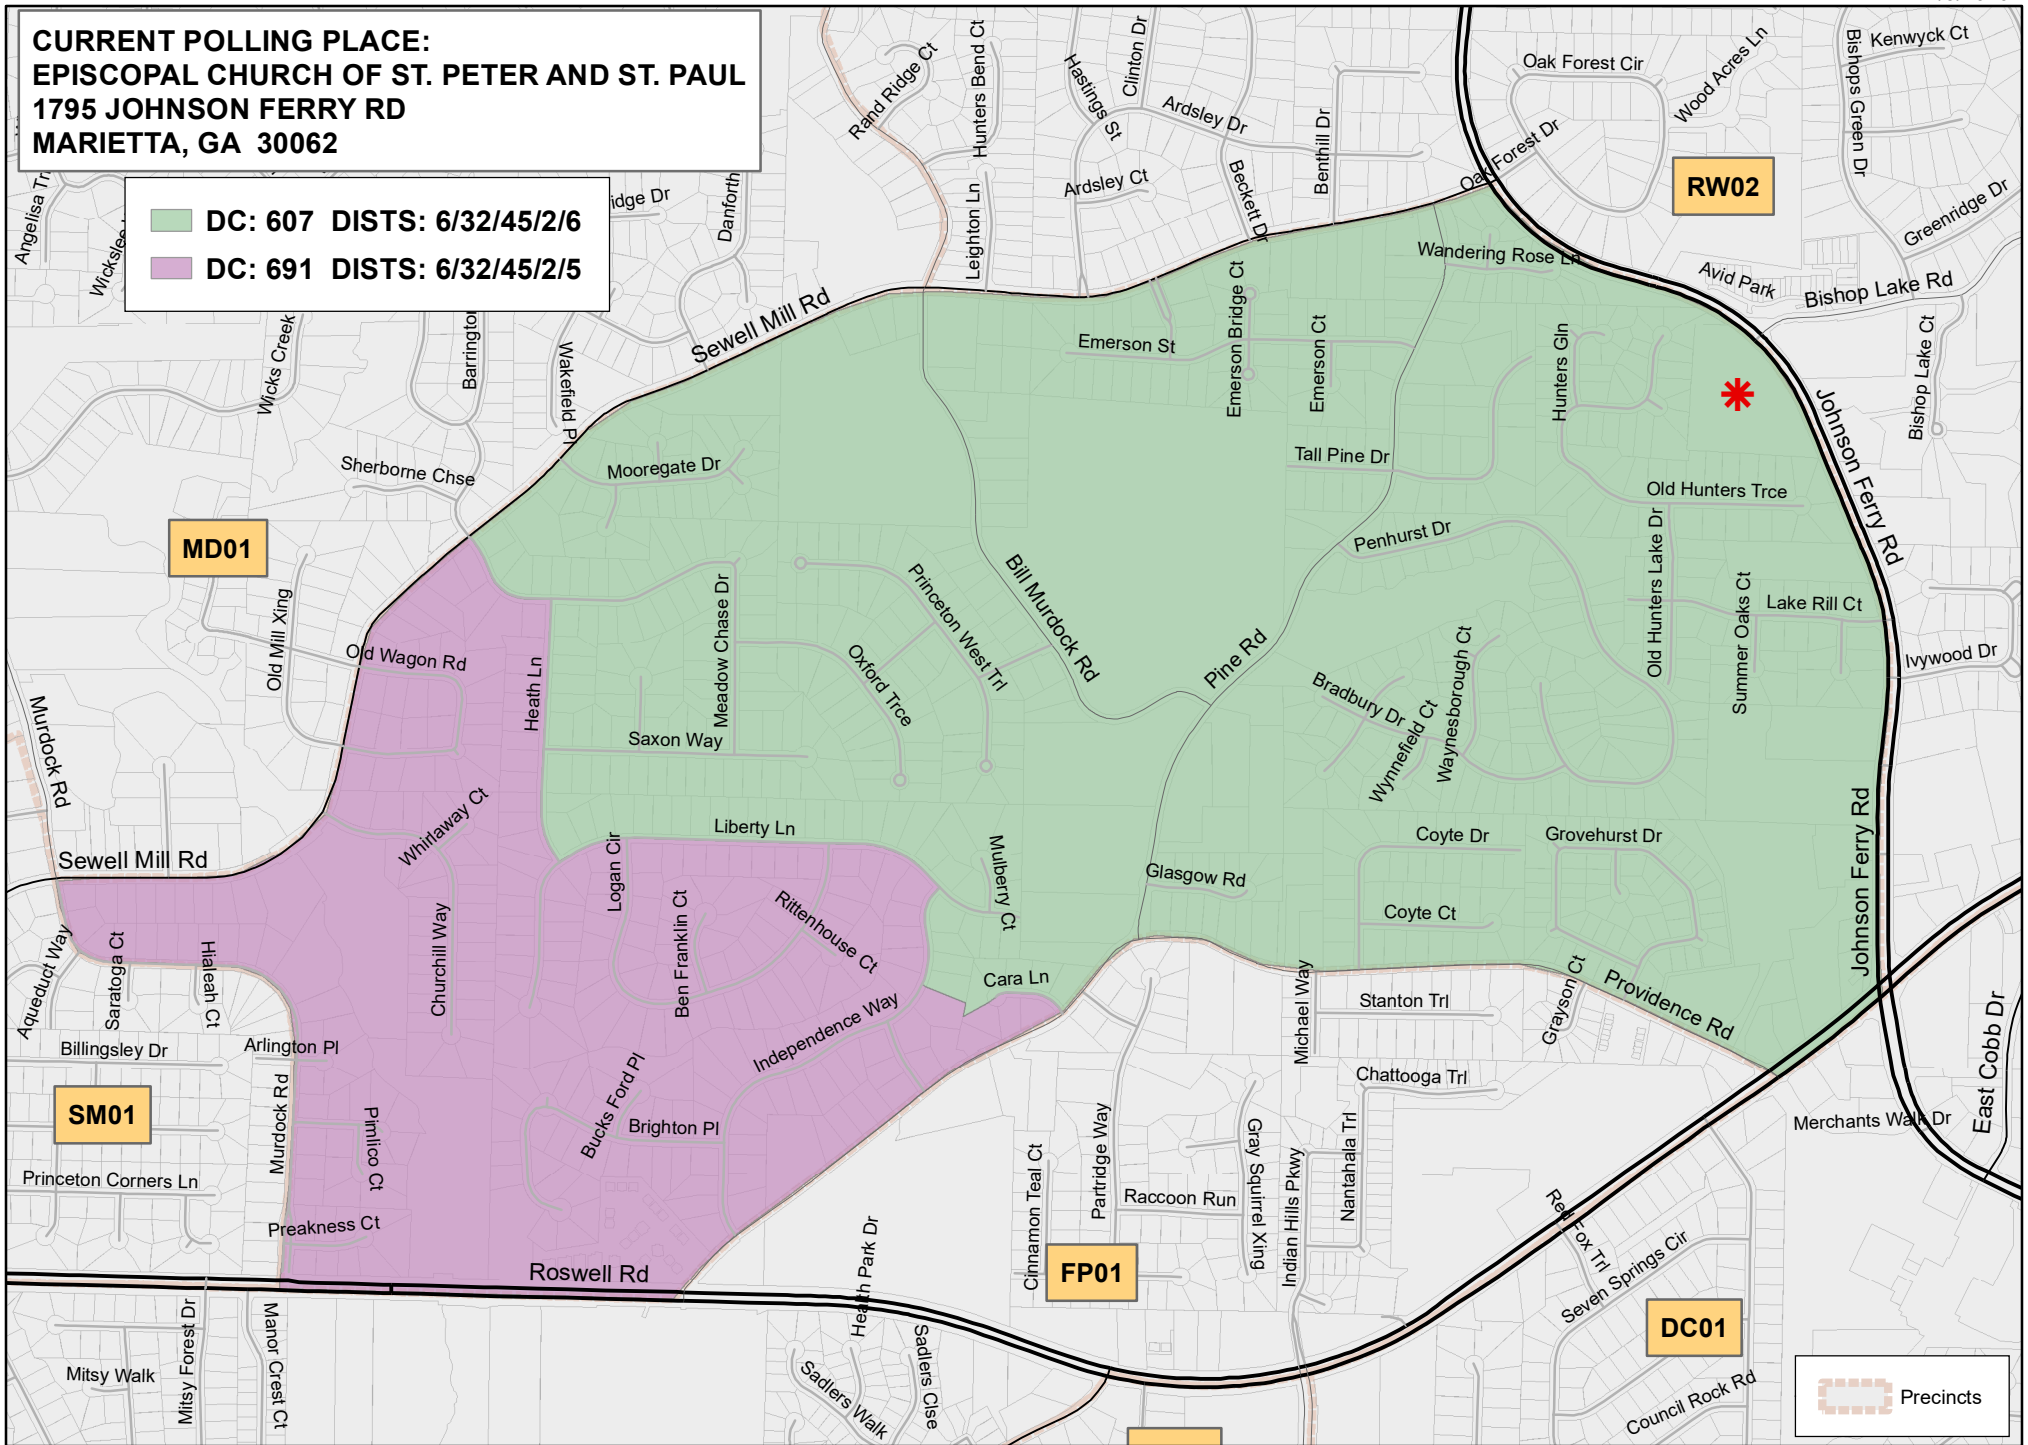 CURRENT POLLING PLACE:
EPISCOPAL CHURCH OF ST. PETER AND ST. PAUL
1795 JOHNSON FERRY RD
MARIETTA, GA 30062
DC: 607 DISTS: 6/32/45/2/6
DC: 691 DISTS: 6/32/45/2/5
Rand Ridge Ct
Hunters Bend Ct
Hastings St
Clinton Dr
Ardsley Dr
Ardsley Ct
Beckett Dr
Benthill Dr
Leighton Ln
Oak Forest Cir
Oak Forest Dr
Wood Acres Ln
Kenwyck Ct
Bishops Green Dr
Greenridge Dr
RW02
Avid Park
Bishop Lake Rd
Bishop Lake Ct
Wandering Rose Ln
Danforth
Wicks Creek
Barrington
Wakefield Pl
Sewell Mill Rd
Emerson St
Emerson Bridge Ct
Emerson Ct
Hunters Gln
Johnson Ferry Rd
Sherborne Chse
Mooregate Dr
Tall Pine Dr
Old Hunters Trce
MD01
Penhurst Dr
Old Hunters Lake Dr
Summer Oaks Ct
Lake Rill Ct
Ivywood Dr
Old Mill Xing
Old Wagon Rd
Heath Ln
Meadow Chase Dr
Princeton West Trl
Oxford Trce
Bill Murdock Rd
Pine Rd
Bradbury Dr
Wynnefield Ct
Waynesborough Ct
Murdock Rd
Saxon Way
Whirlaway Ct
Sewell Mill Rd
Liberty Ln
Logan Cir
Mulberry Ct
Glasgow Rd
Coyte Dr
Coyte Ct
Grovehurst Dr
Johnson Ferry Rd
Aqueduct Way
Saratoga Ct
Hialeah Ct
Churchill Way
Ben Franklin Ct
Rittenhouse Ct
Cara Ln
Independence Way
Michael Way
Stanton Trl
Grayson Ct
Providence Rd
East Cobb Dr
Billingsley Dr
Arlington Pl
SM01
Murdock Rd
Pimlico Ct
Bucks Ford Pl
Brighton Pl
Chattooga Trl
Merchants Walk Dr
Partridge Way
Gray Squirrel Xing
Nantahala Trl
Cinnamon Teal Ct
Raccoon Run
Indian Hills Pkwy
Princeton Corners Ln
Preakness Ct
Red Fox Trl
Seven Springs Cir
FP01
Roswell Rd
Health Park Dr
DC01
Mitsy Walk
Mitsy Forest Dr
Manor Crest Ct
Sadlers Walk
Sadlers Clse
Council Rock Rd
Precincts